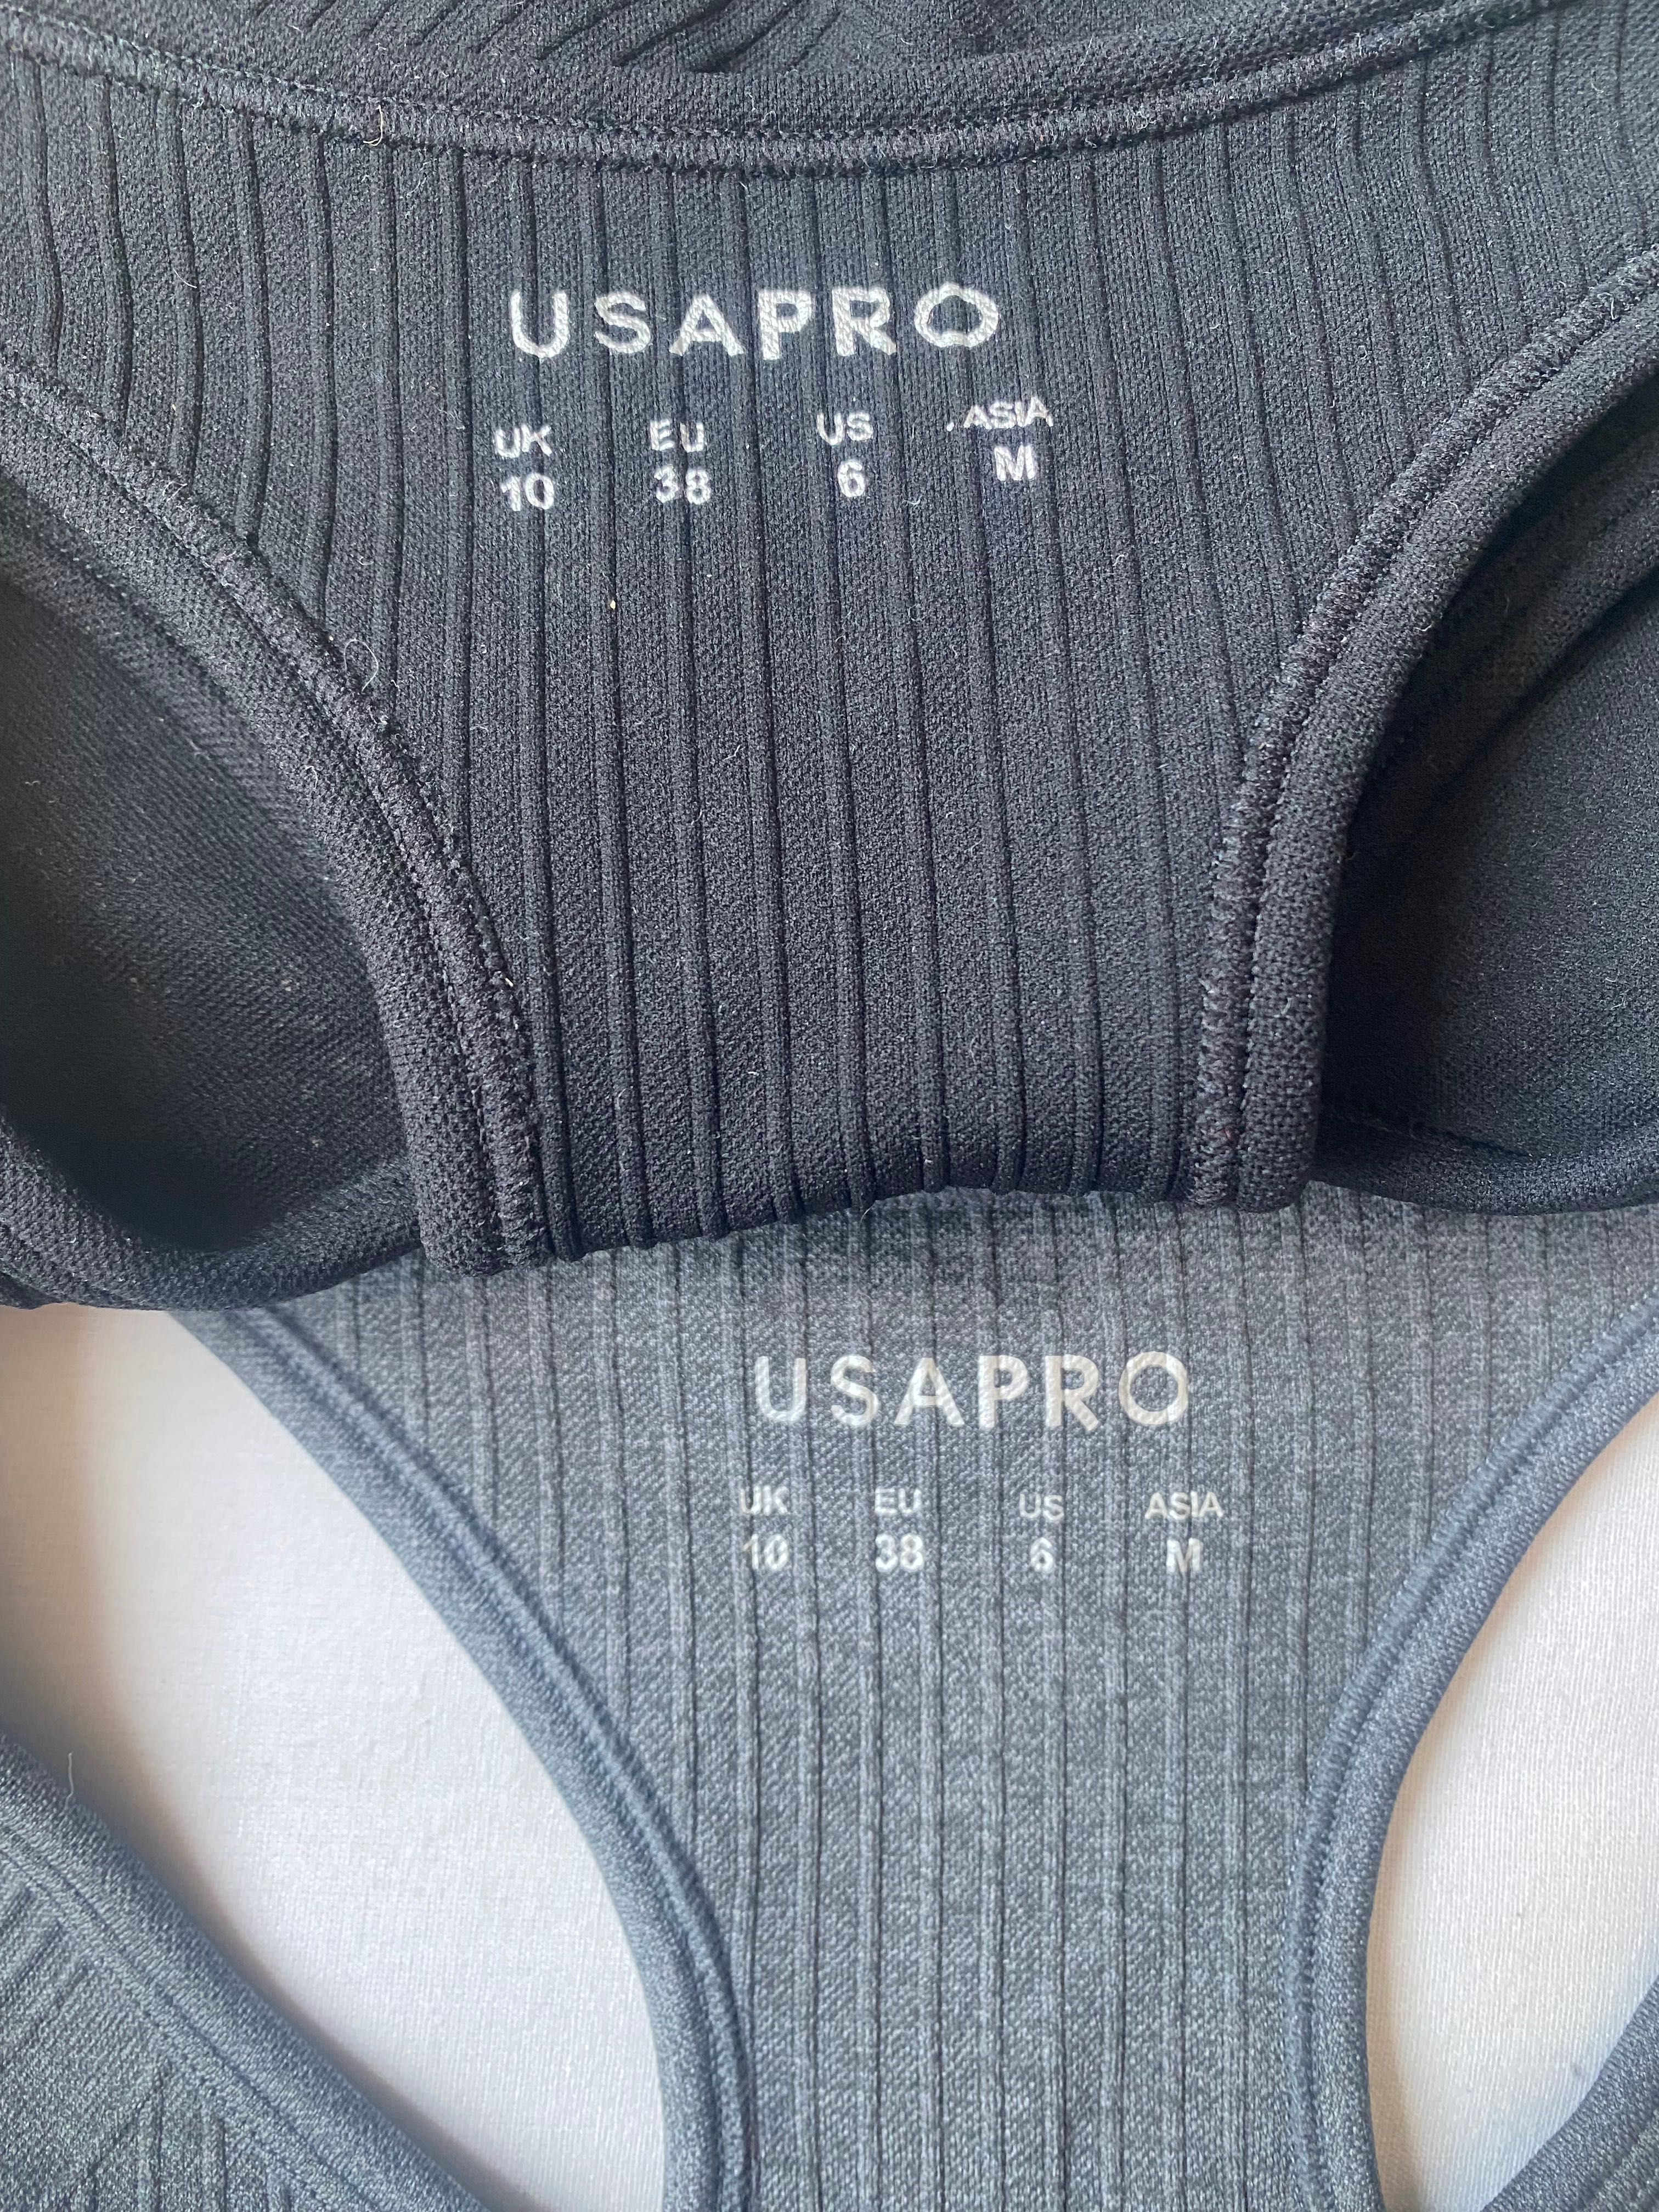 USAPRO
UK EU US ASIA
10 38 6 M
USAPRO
UK EU US ASIA
10 38 6 M